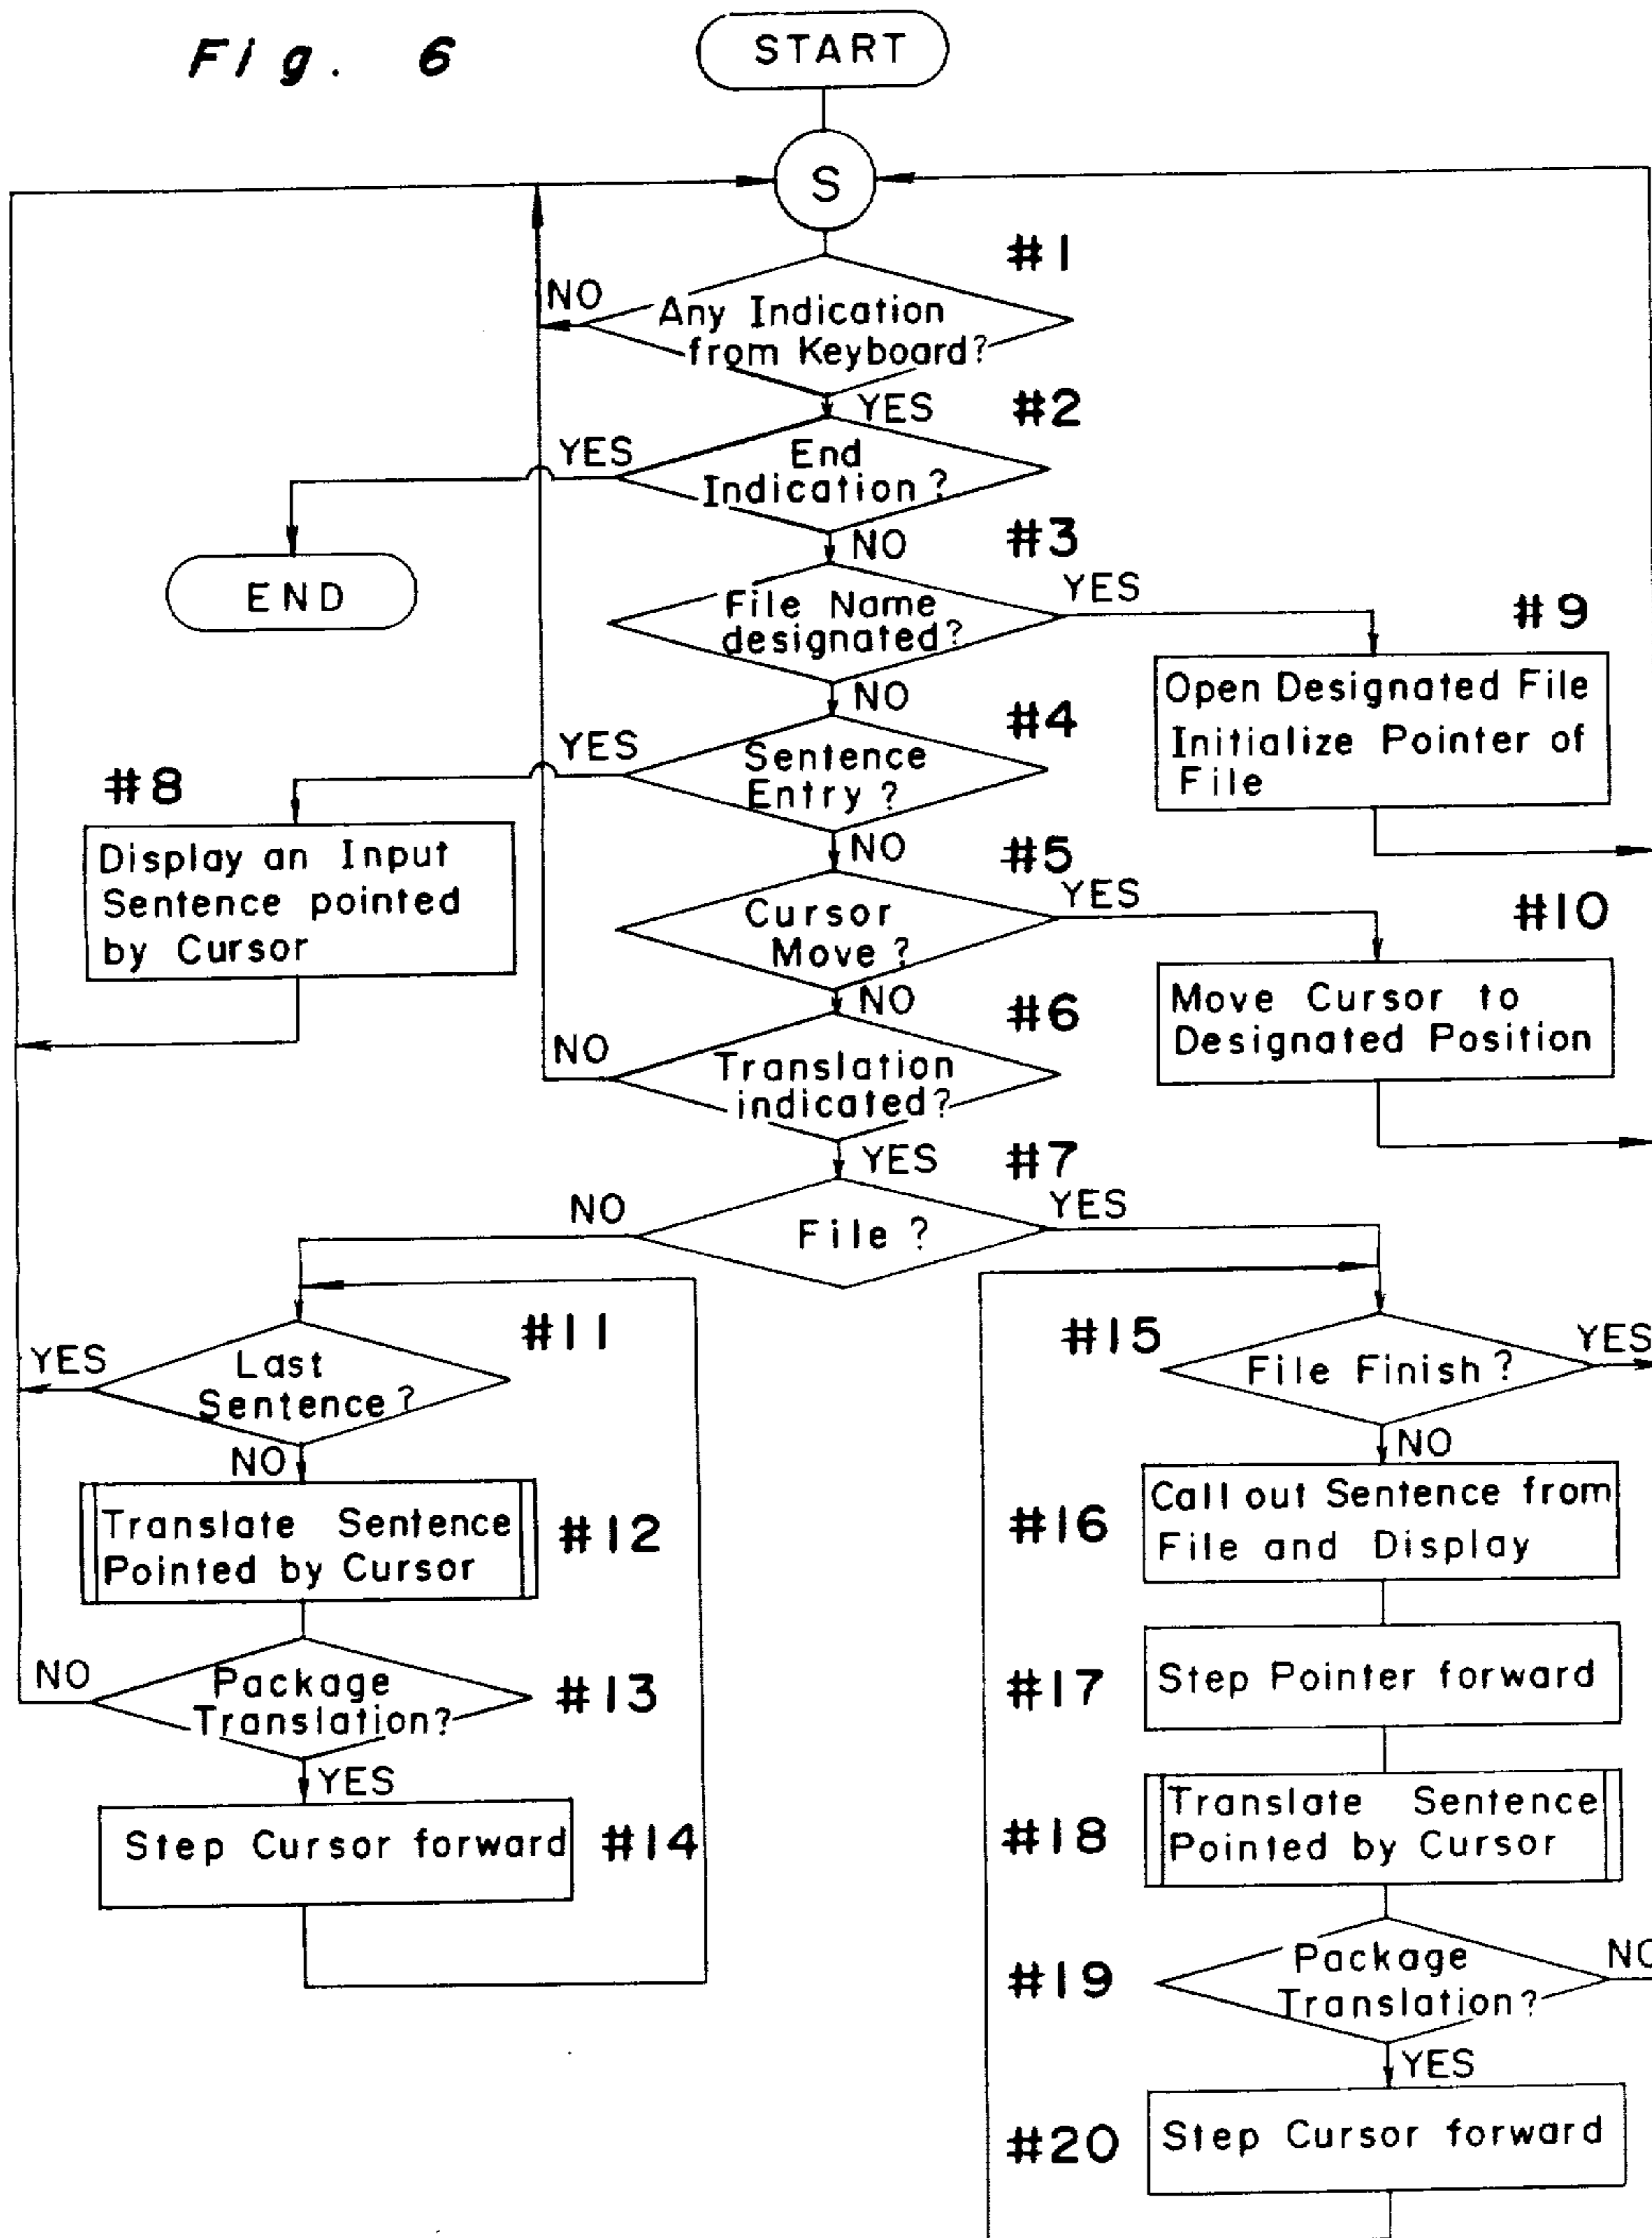 Fig. 6
START
S
#1
NO
Any Indication
from Keyboard?
YES
#2
YES
End
Indication?
NO
#3
END
File Name
designated?
YES
#9
Open Designated File
Initialize Pointer of
File
NO
#4
YES
Sentence
Entry?
#8
Display an Input
Sentence pointed
by Cursor
NO
#5
YES
Cursor
Move?
#10
Move Cursor to
Designated Position
NO
#6
NO
Translation
indicated?
YES
#7
NO
YES
File?
#11
YES
Last
Sentence?
NO
Translate Sentence
Pointed by Cursor
#12
NO
Package
Translation?
#13
YES
Step Cursor forward
#14
#15
File Finish?
YES
NO
#16
Call out Sentence from
File and Display
#17
Step Pointer forward
#18
Translate Sentence
Pointed by Cursor
#19
Package
Translation?
NO
YES
#20
Step Cursor forward